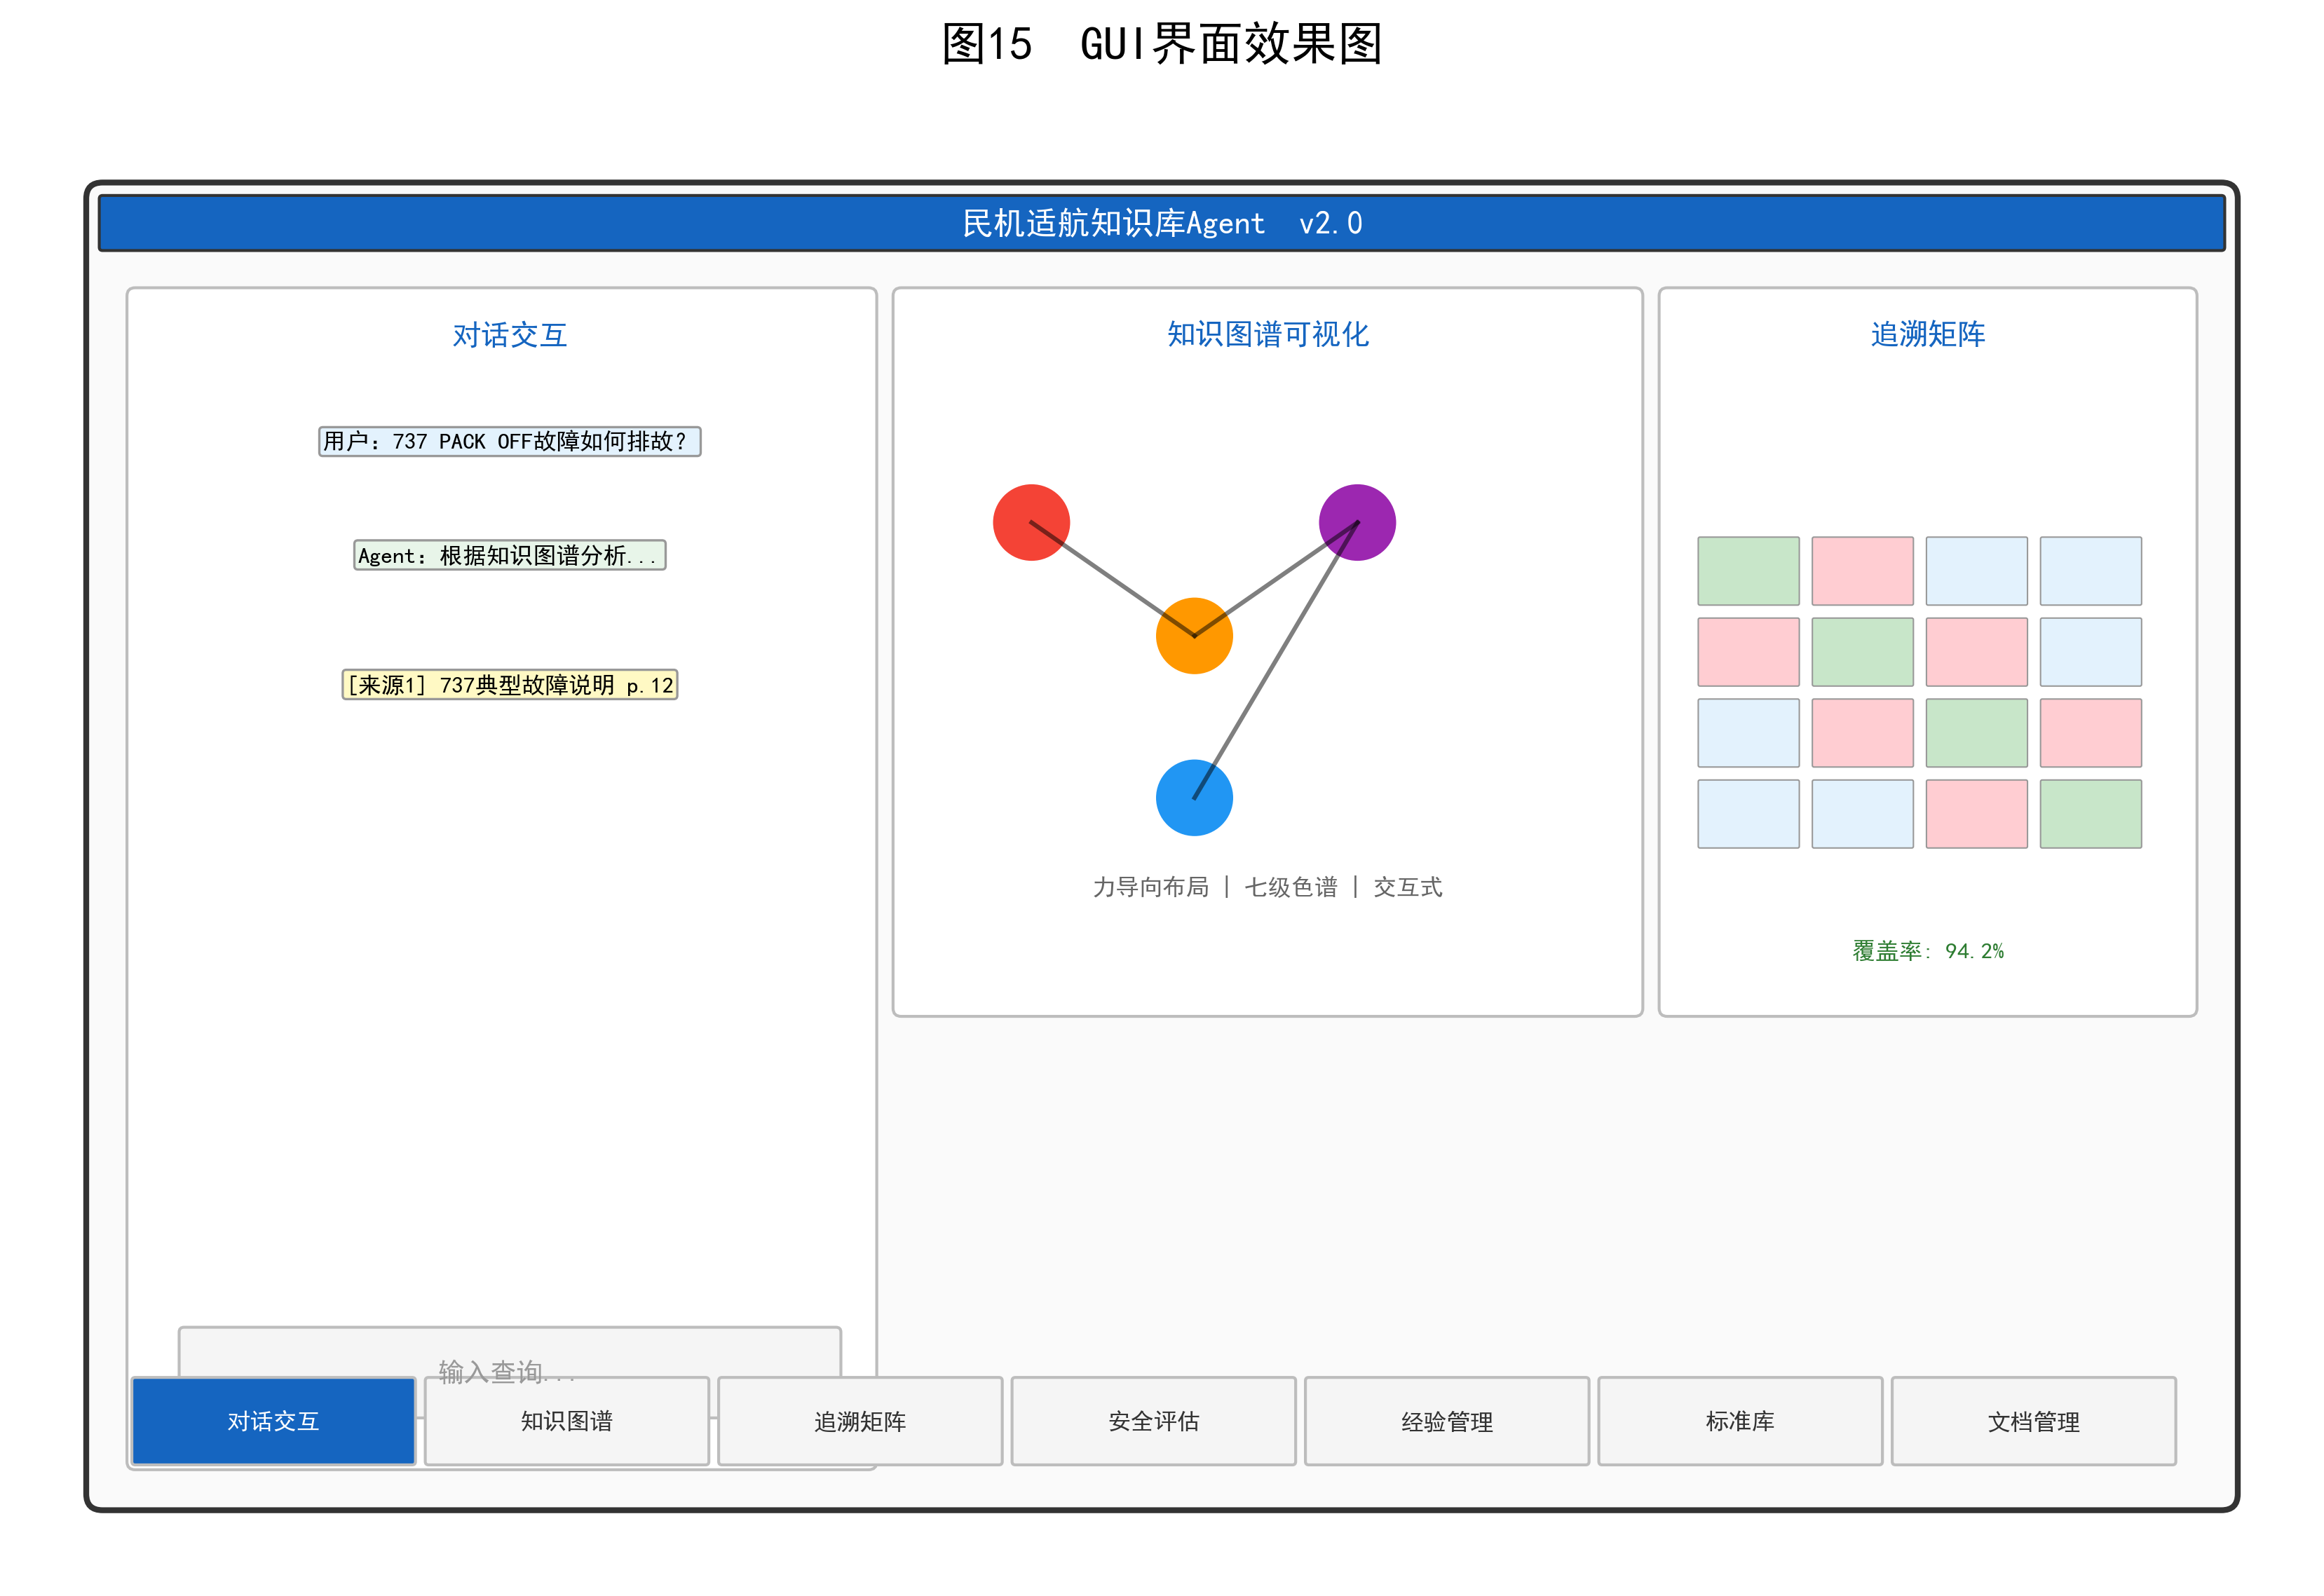 图15  GUI界面效果图
民机适航知识库Agent  v2.0
对话交互
用户：737 PACK OFF故障如何排故？
Agent：根据知识图谱分析...
[来源1] 737典型故障说明 p.12
输入查询...
知识图谱可视化
力导向布局 | 七级色谱 | 交互式
追溯矩阵
覆盖率: 94.2%
对话交互
知识图谱
追溯矩阵
安全评估
经验管理
标准库
文档管理